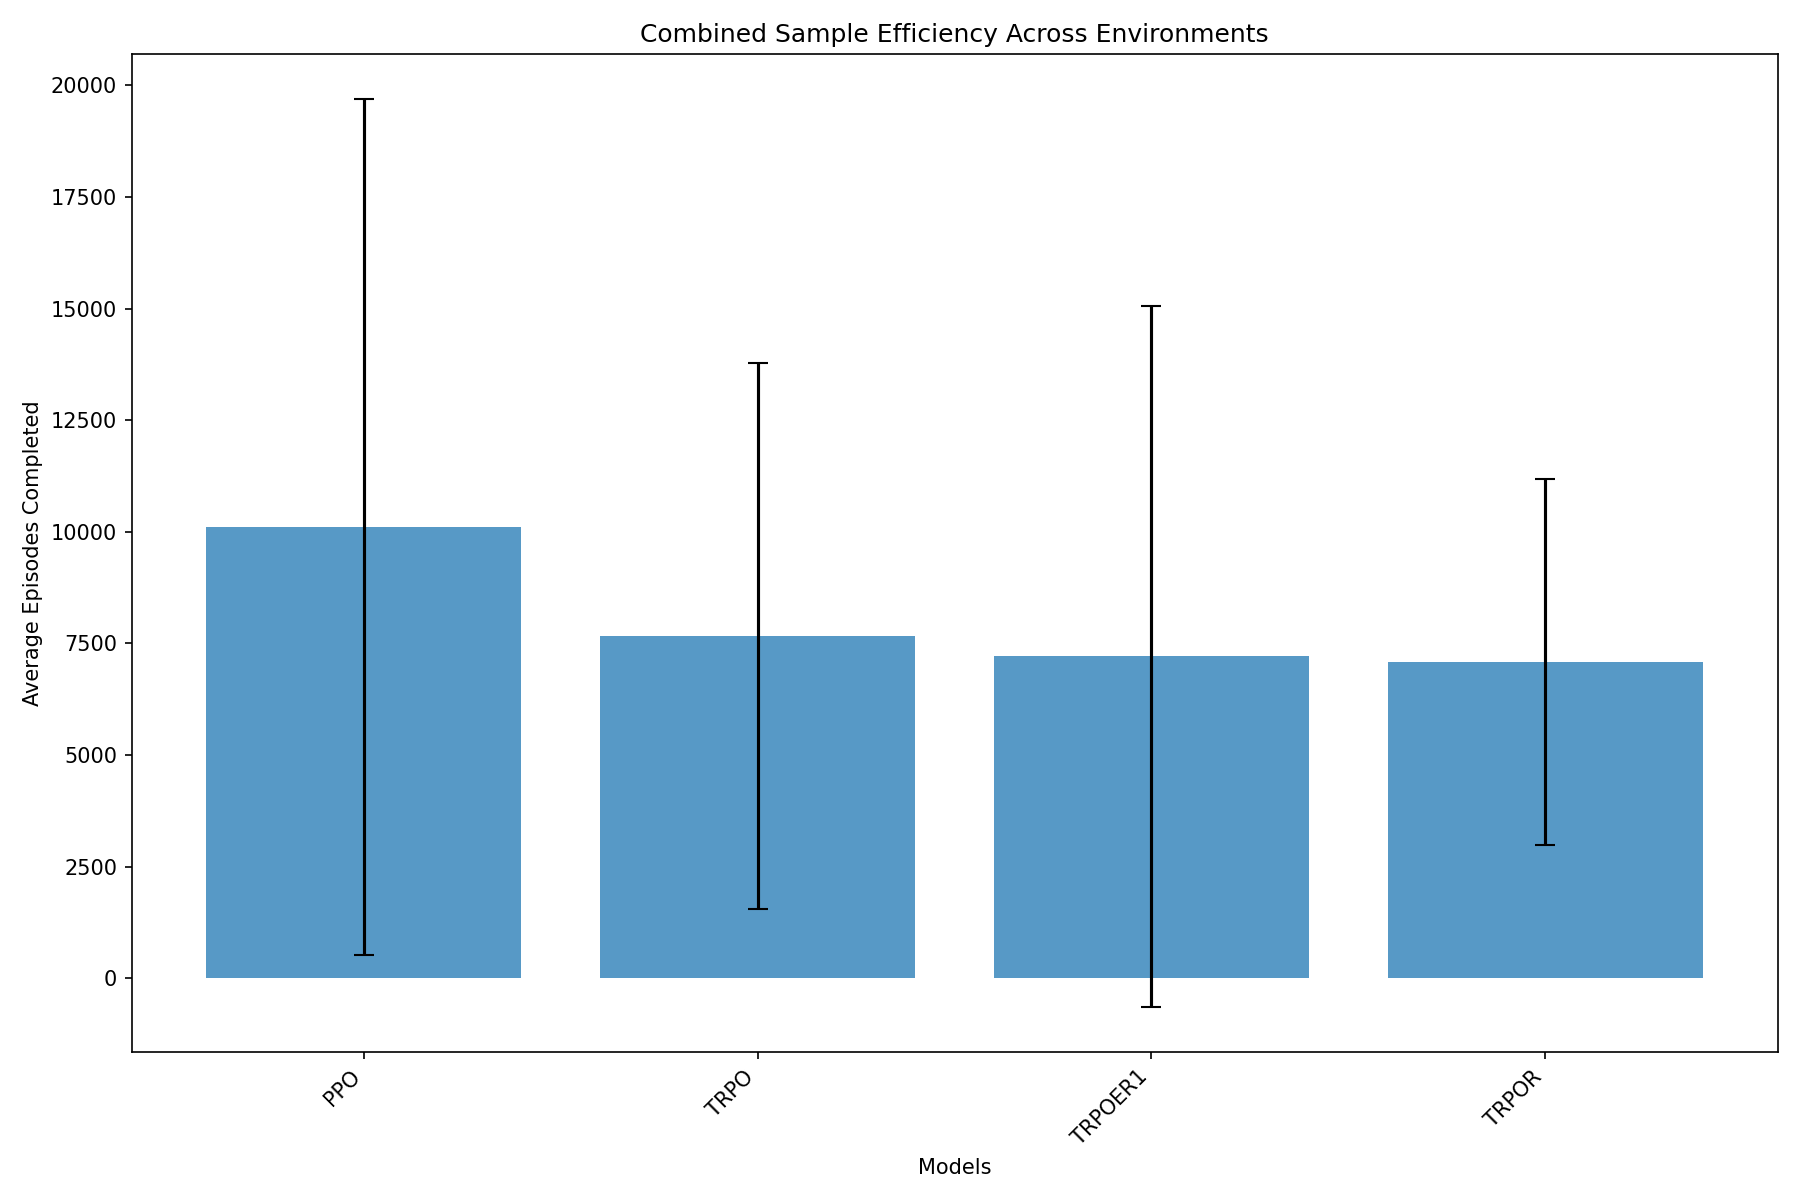 Combined Sample Efficiency Across Environments
Average Episodes Completed
20000
17500
15000
12500
10000
7500
5000
2500
0
PPO
TRPO
TRPOER1
TRPOR
Models